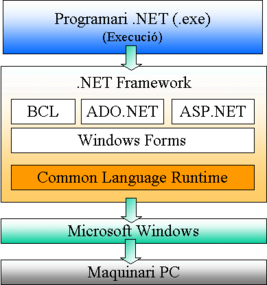 Programari .NET (.exe)
(Execució)
.NET Framework
BCL
ADO.NET
ASP.NET
Windows Forms
Common Language Runtime
Microsoft Windows
Maquinari PC